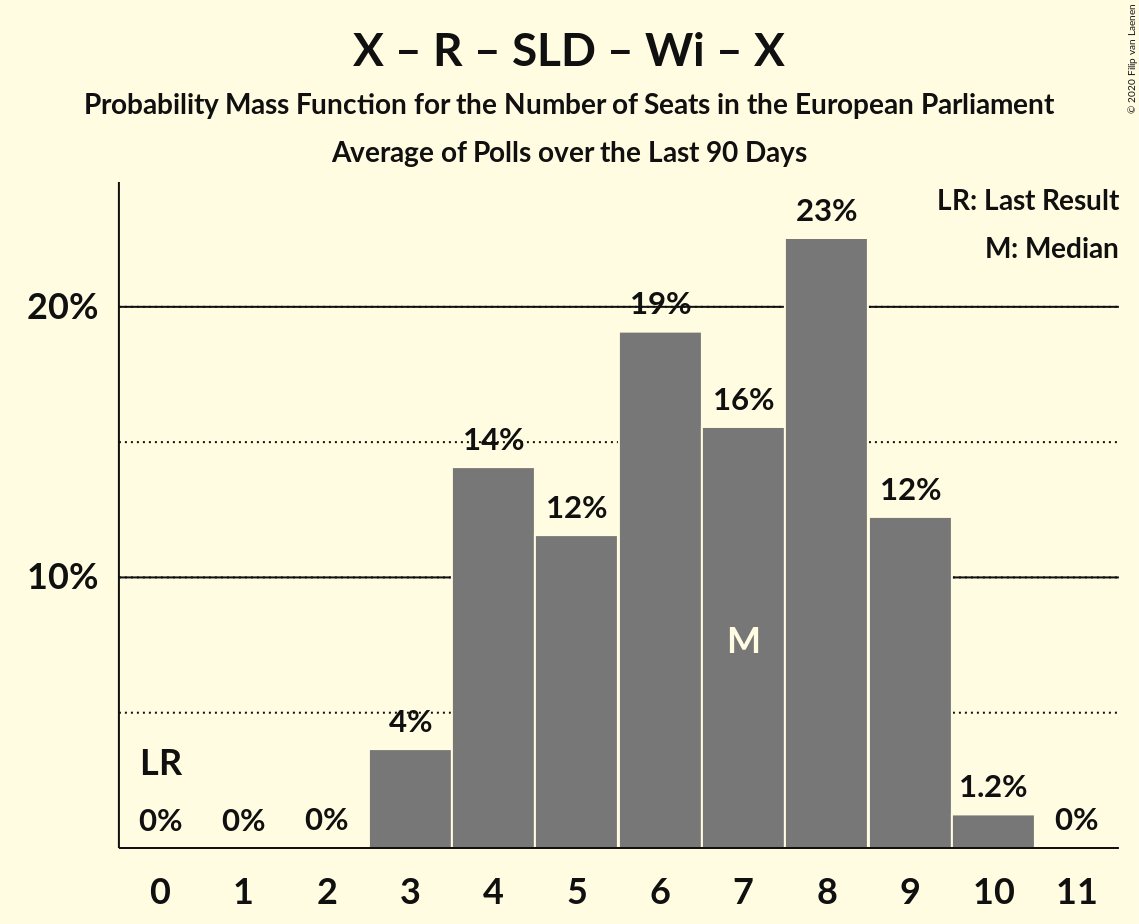 X – R – SLD – Wi – X
Probability Mass Function for the Number of Seats in the European Parliament
Average of Polls over the Last 90 Days
© 2020 Filip van Laenen
LR: Last Result
M: Median
20%
10%
LR
0%
0%
0%
4%
14%
12%
19%
16%
M
23%
12%
1.2%
0%
0 1 2 3 4 5 6 7 8 9 10 11